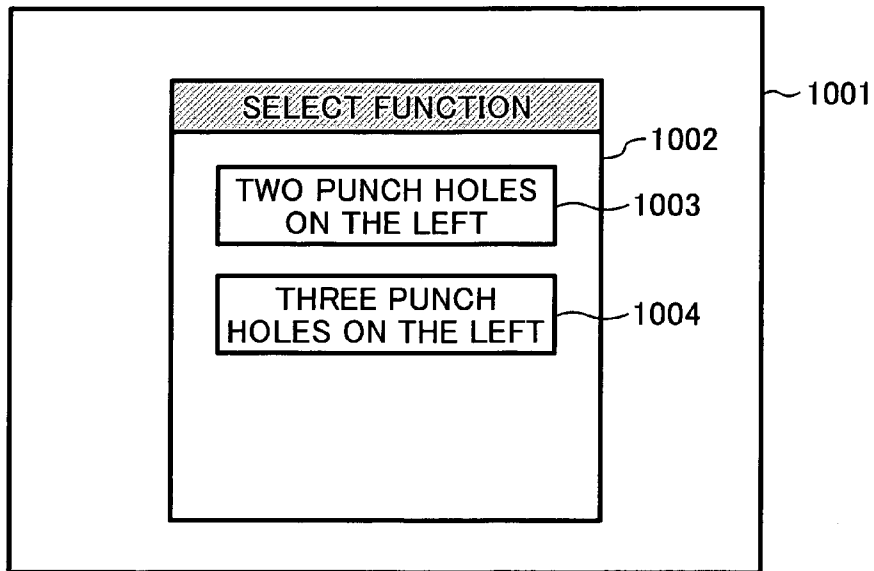 SELECT FUNCTION
1001
1002
TWO PUNCH HOLES
ON THE LEFT
1003
THREE PUNCH
HOLES ON THE LEFT
1004